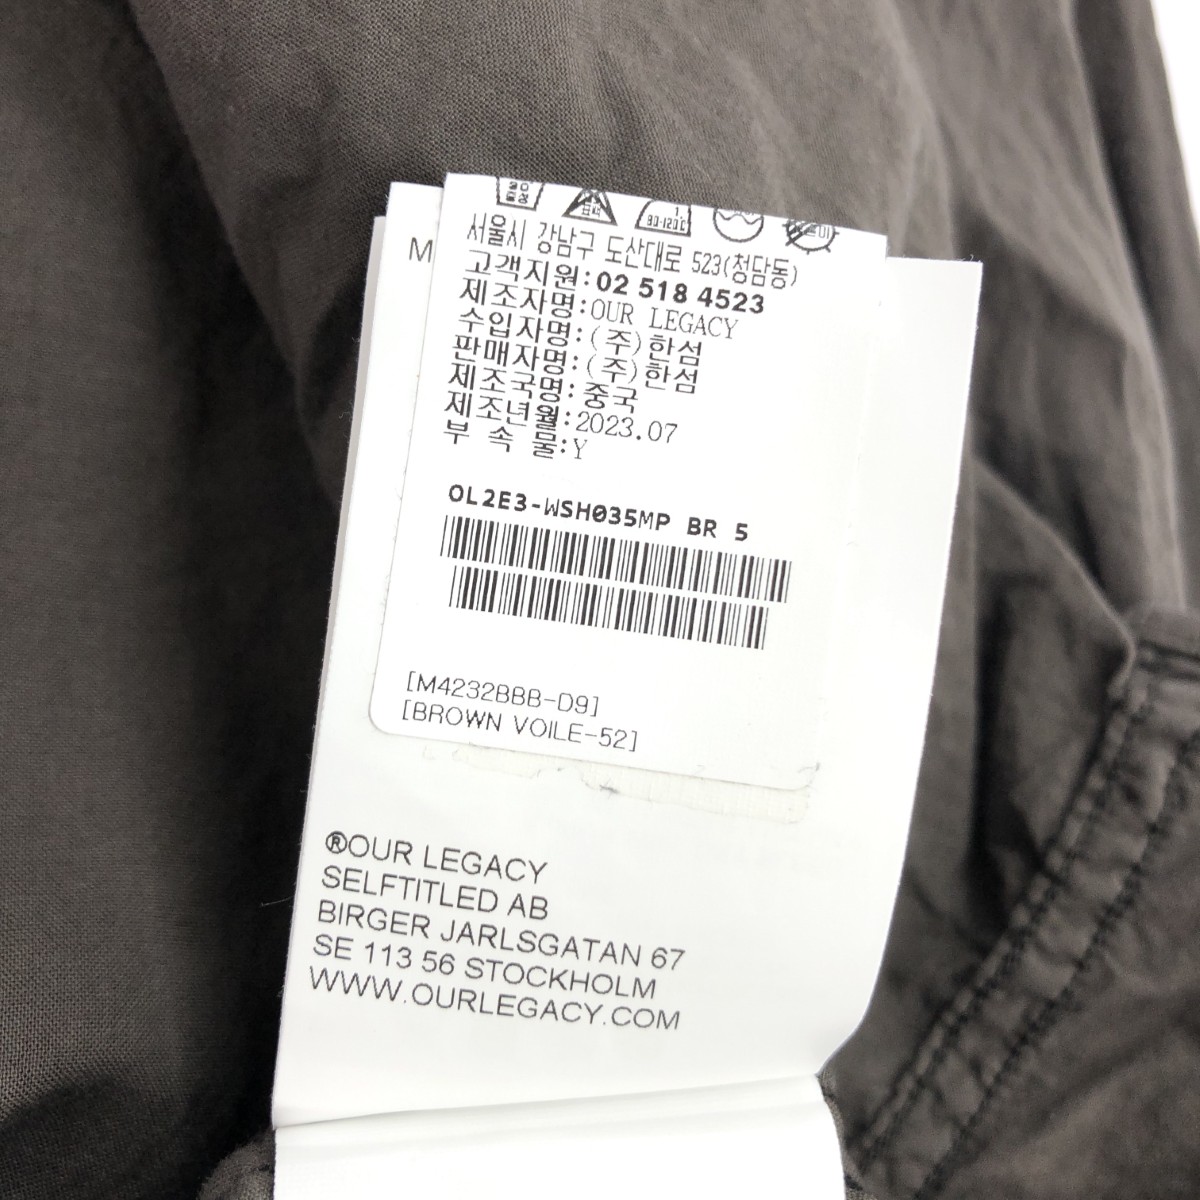 M
80-120℃
서울시 강남구 도산대로 523(청담동)
고객지원:02 518 4523
제조자명:OUR LEGACY
수입자명:(주)한섬
판매자명:(주)한섬
제조국명:중국
제조년월:2023.07
부 속 물:Y
OL2E3-WSH035MP BR 5
[M4232BBB-D9]
[BROWN VOILE-52]
®OUR LEGACY
SELFTITLED AB
BIRGER JARLSGATAN 67
SE 113 56 STOCKHOLM
WWW.OURLEGACY.COM